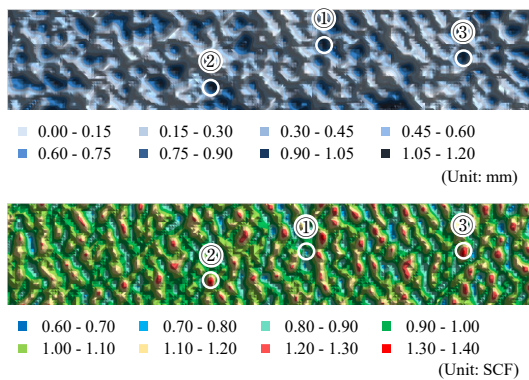 ①
③
②
0.00 - 0.15 0.15 - 0.30 0.30 - 0.45 0.45 - 0.60
0.60 - 0.75 0.75 - 0.90 0.90 - 1.05 1.05 - 1.20
(Unit: mm)
①
③
②
0.60 - 0.70 0.70 - 0.80 0.80 - 0.90 0.90 - 1.00
1.00 - 1.10 1.10 - 1.20 1.20 - 1.30 1.30 - 1.40
(Unit: SCF)